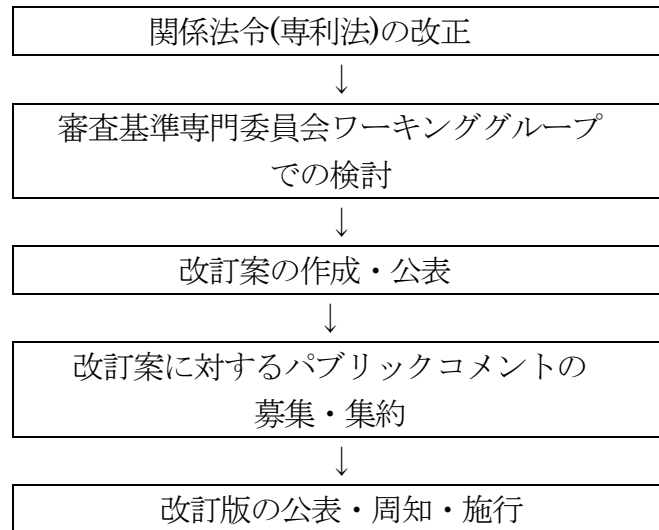 関係法令(専利法)の改正
↓
審査基準専門委員会ワーキンググループ
での検討
↓
改訂案の作成・公表
↓
改訂案に対するパブリックコメントの
募集・集約
↓
改訂版の公表・周知・施行